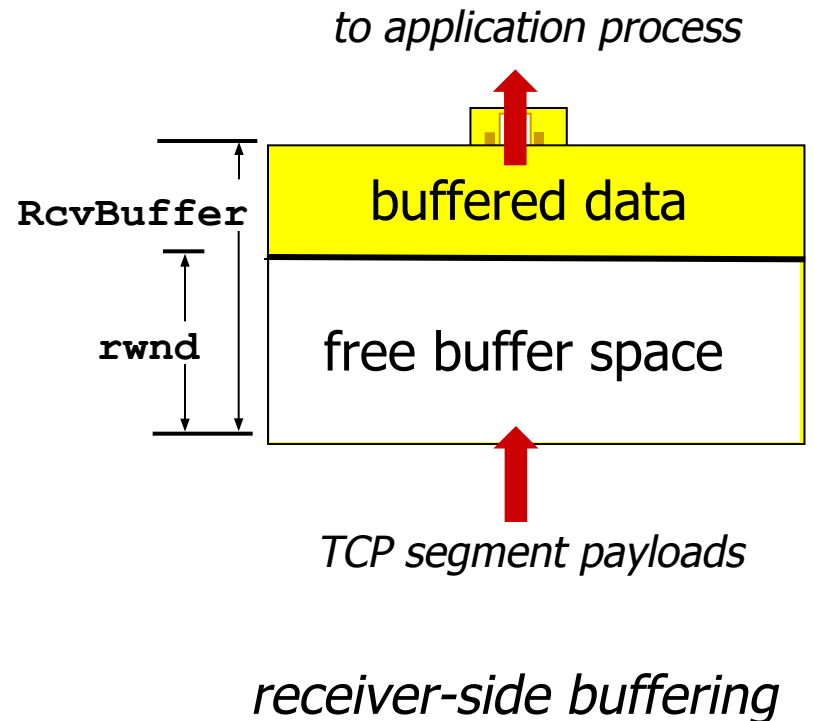 to application process
RcvBuffer
buffered data
rwnd
free buffer space
TCP segment payloads
receiver-side buffering